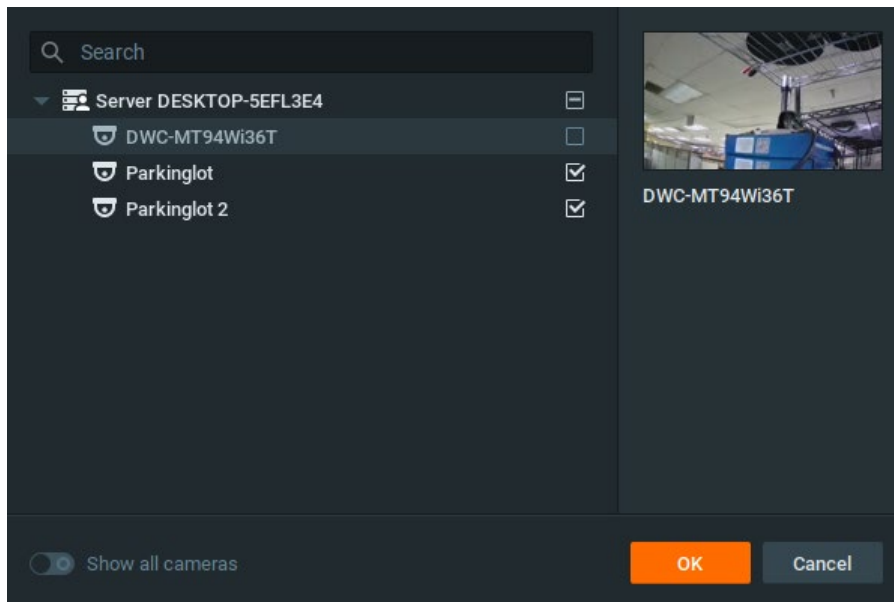 Search
Server DESKTOP-5EFL3E4
DWC-MT94Wi36T
Parkinglot
Parkinglot 2
DWC-MT94Wi36T
Show all cameras
OK
Cancel